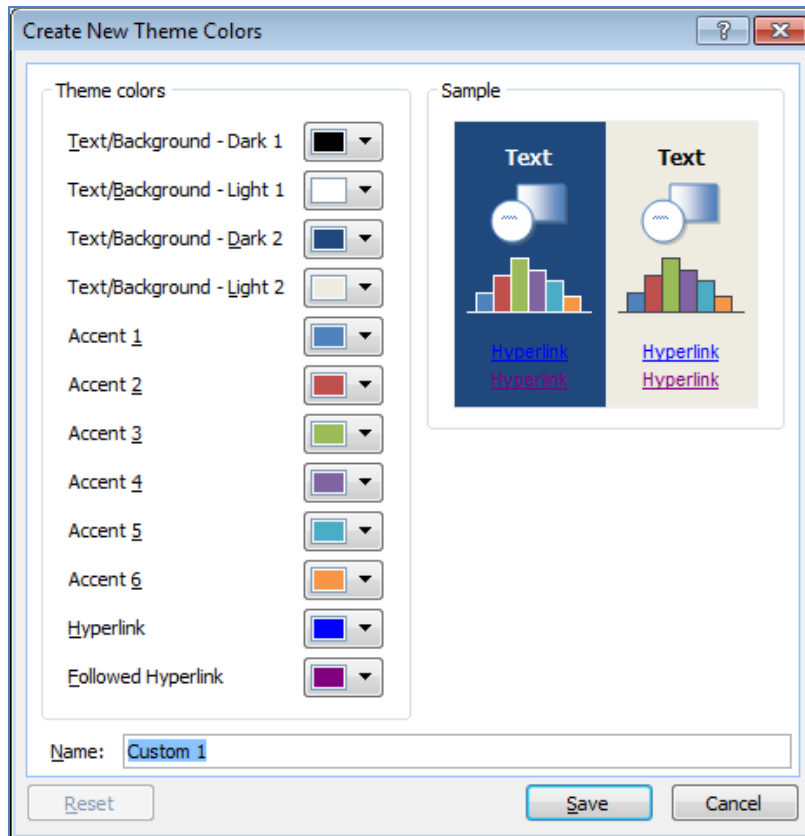 Create New Theme Colors
Theme colors
Text/Background - Dark 1
Text/Background - Light 1
Text/Background - Dark 2
Text/Background - Light 2
Accent 1
Accent 2
Accent 3
Accent 4
Accent 5
Accent 6
Hyperlink
Followed Hyperlink
Sample
Text Text
Hyperlink Hyperlink
Hyperlink Hyperlink
Name: Custom 1
Reset Save Cancel